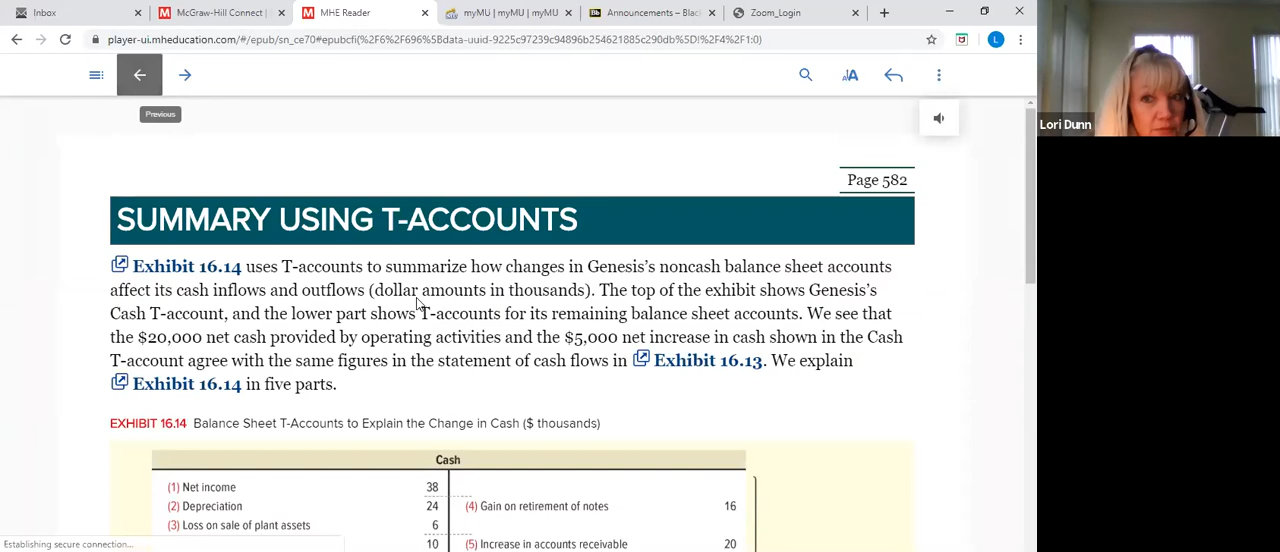 Inbox
McGraw-Hill Connect
MHE Reader
myMU | myMU | myMU
Announcements – Blac
Zoom_Login
player-ui.mheducation.com/#/epub/sn_ce70#epubcfi(%2F6%2F696%5Bdata-uuid-9225c97239c94896b254621885c290db%5D!%2F4%2F1:0)
L
AA
Previous
Lori Dunn
Page 582
SUMMARY USING T-ACCOUNTS
Exhibit 16.14 uses T-accounts to summarize how changes in Genesis's noncash balance sheet accounts
affect its cash inflows and outflows (dollar amounts in thousands). The top of the exhibit shows Genesis's
Cash T-account, and the lower part shows T-accounts for its remaining balance sheet accounts. We see that
the $20,000 net cash provided by operating activities and the $5,000 net increase in cash shown in the Cash
T-account agree with the same figures in the statement of cash flows in Exhibit 16.13. We explain
Exhibit 16.14 in five parts.
EXHIBIT 16.14 Balance Sheet T-Accounts to Explain the Change in Cash ($ thousands)
Cash
(1) Net income 38
(2) Depreciation 24 (4) Gain on retirement of notes 16
(3) Loss on sale of plant assets 6
10 (5) Increase in accounts receivable 20
Establishing secure connection...